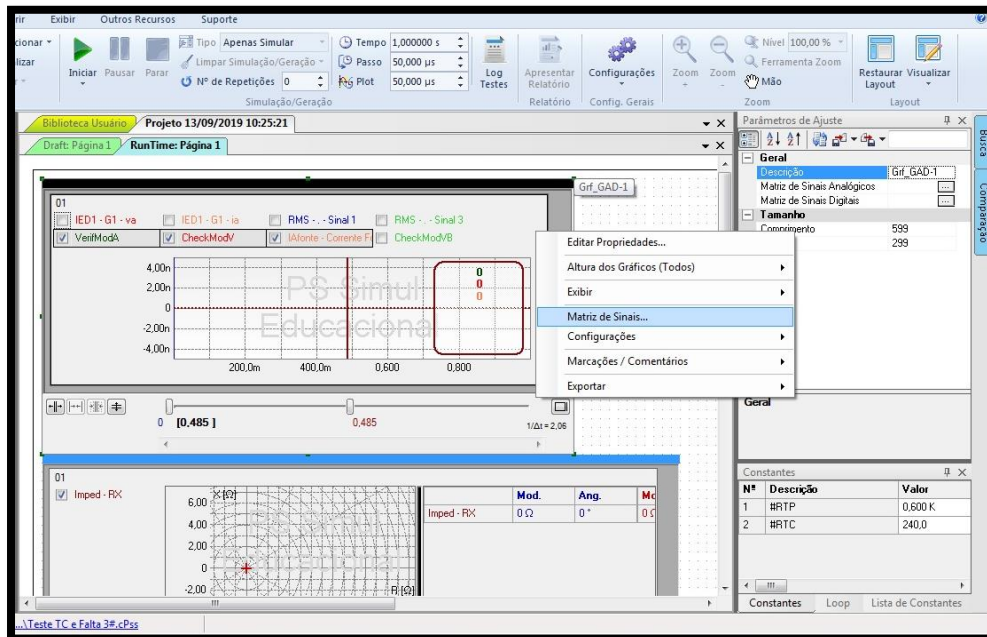 rir Exibir Outros Recursos Suporte
cionar
lizar
Iniciar Pausar Parar
Tipo Apenas Simular
Limpar Simulação/Geração
Nº de Repetições 0
Tempo 1,000000 s
Passo 50,000 µs
Plot 50,000 µs
Log Testes
Apresentar Relatório
Configurações
Zoom + Zoom -
Nível 100,00 %
Ferramenta Zoom
Mão
Restaurar Layout
Visualizar
Simulação/Geração Relatório Config. Gerais Zoom Layout
Biblioteca Usuário Projeto 13/09/2019 10:25:21
Draft: Página 1 RunTime: Página 1
Grf_GAD-1
01
IED1 - G1 - va IED1 - G1 - ia RMS -. - Sinal 1 RMS -. - Sinal 3
VerifModA CheckModV IAfonte - Corrente F CheckModVB
4,00n
2,00n
0
-2,00n
-4,00n
200,0m 400,0m 0,600 0,800
0
0
0
PS Simul
Educacional
0 [0,485 ] 0,485 1/Δt = 2,06
Editar Propriedades...
Altura dos Gráficos (Todos)
Exibir
Matriz de Sinais...
Configurações
Marcações / Comentários
Exportar
01
Imped - RX
X [Ω]
6,00
4,00
2,00
0
-2,00
R [Ω]
PS Simul
Educacional
Mod. Ang. Mo
Imped - RX 0 Ω 0 ° 0 Ω
Parâmetros de Ajuste
Geral
Descrição Grf_GAD-1
Matriz de Sinais Analógicos ...
Matriz de Sinais Digitais ...
Tamanho
Comprimento 599
299
Geral
Constantes
Nº Descrição Valor
1 #RTP 0,600 K
2 #RTC 240,0
Constantes Loop Lista de Constantes
Busca
Comparação
...\Teste TC e Falta 3#.cPss